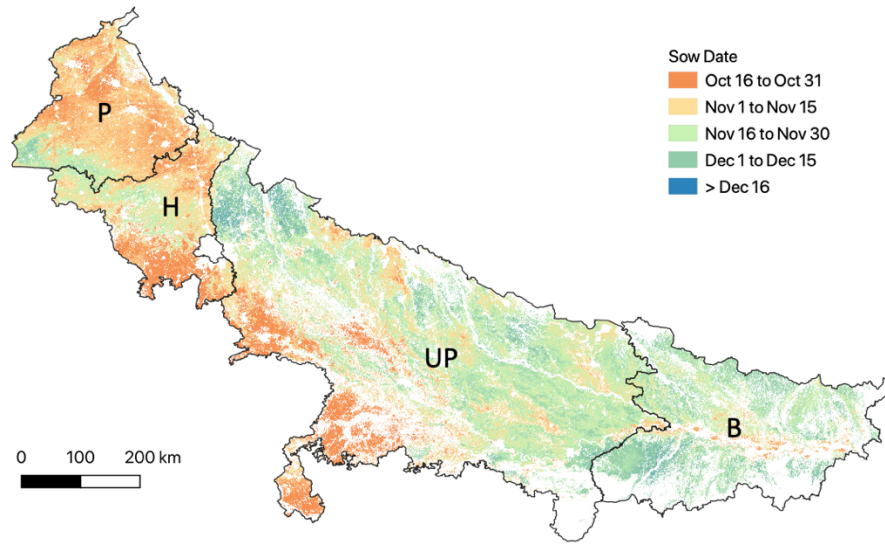 Sow Date
Oct 16 to Oct 31
Nov 1 to Nov 15
Nov 16 to Nov 30
Dec 1 to Dec 15
> Dec 16
P
H
UP
B
0 100 200 km